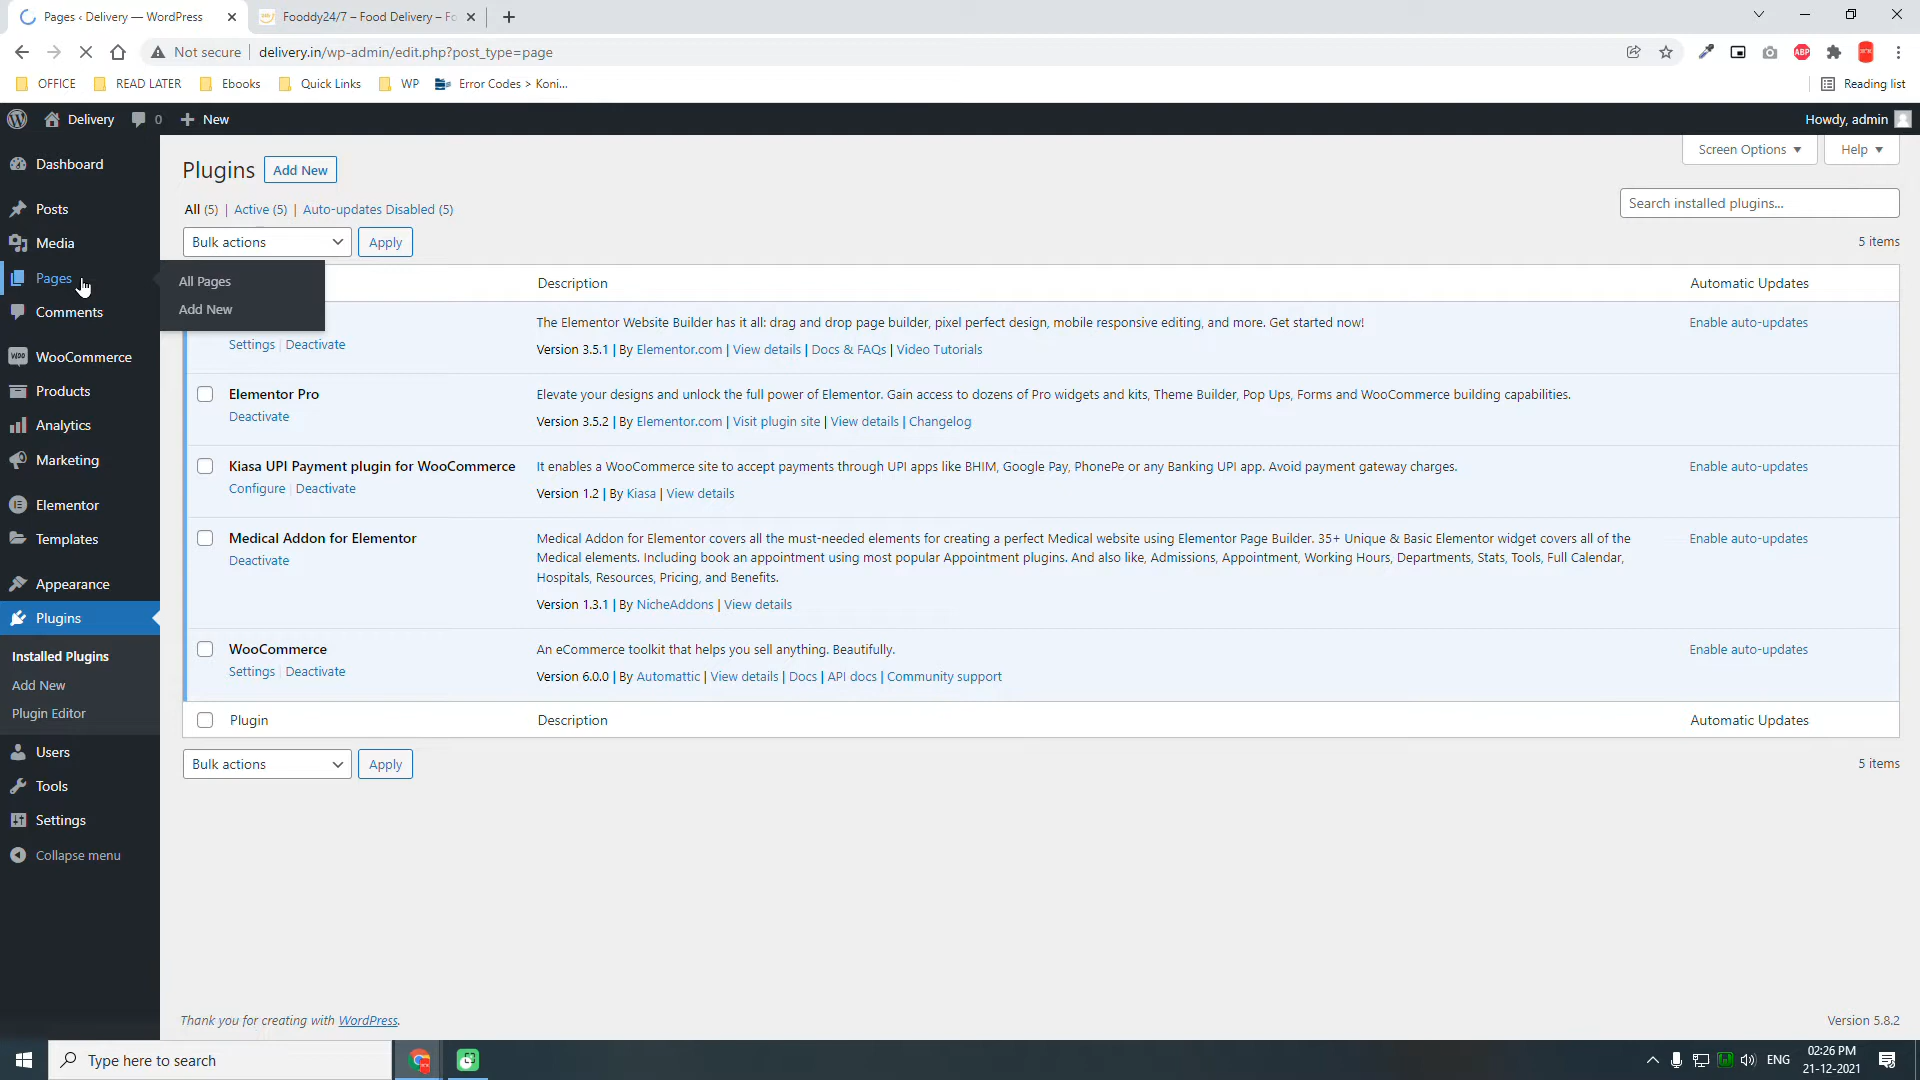 Pages ‹ Delivery — WordPress
Fooddy24/7 – Food Delivery – Fo
Not secure | delivery.in/wp-admin/edit.php?post_type=page
ABP
OFFICE
READ LATER
Ebooks
Quick Links
WP
Error Codes > Koni...
Reading list
Delivery
0
+ New
Howdy, admin
Dashboard
Posts
Media
Pages
All Pages
Add New
Comments
WooCommerce
Products
Analytics
Marketing
Elementor
Templates
Appearance
Plugins
Installed Plugins
Add New
Plugin Editor
Users
Tools
Settings
Collapse menu
Screen Options
Help
Plugins
Add New
All (5) | Active (5) | Auto-updates Disabled (5)
Search installed plugins...
Bulk actions
Apply
5 items
Description
Automatic Updates
The Elementor Website Builder has it all: drag and drop page builder, pixel perfect design, mobile responsive editing, and more. Get started now!
Enable auto-updates
Settings | Deactivate
Version 3.5.1 | By Elementor.com | View details | Docs & FAQs | Video Tutorials
Elementor Pro
Elevate your designs and unlock the full power of Elementor. Gain access to dozens of Pro widgets and kits, Theme Builder, Pop Ups, Forms and WooCommerce building capabilities.
Deactivate
Version 3.5.2 | By Elementor.com | Visit plugin site | View details | Changelog
Kiasa UPI Payment plugin for WooCommerce
It enables a WooCommerce site to accept payments through UPI apps like BHIM, Google Pay, PhonePe or any Banking UPI app. Avoid payment gateway charges.
Enable auto-updates
Configure | Deactivate
Version 1.2 | By Kiasa | View details
Medical Addon for Elementor
Medical Addon for Elementor covers all the must-needed elements for creating a perfect Medical website using Elementor Page Builder. 35+ Unique & Basic Elementor widget covers all of the
Medical elements. Including book an appointment using most popular Appointment plugins. And also like, Admissions, Appointment, Working Hours, Departments, Stats, Tools, Full Calendar,
Hospitals, Resources, Pricing, and Benefits.
Enable auto-updates
Deactivate
Version 1.3.1 | By NicheAddons | View details
WooCommerce
An eCommerce toolkit that helps you sell anything. Beautifully.
Enable auto-updates
Settings | Deactivate
Version 6.0.0 | By Automattic | View details | Docs | API docs | Community support
Plugin
Description
Automatic Updates
Bulk actions
Apply
5 items
Thank you for creating with WordPress.
Version 5.8.2
Type here to search
ENG
02:26 PM
21-12-2021